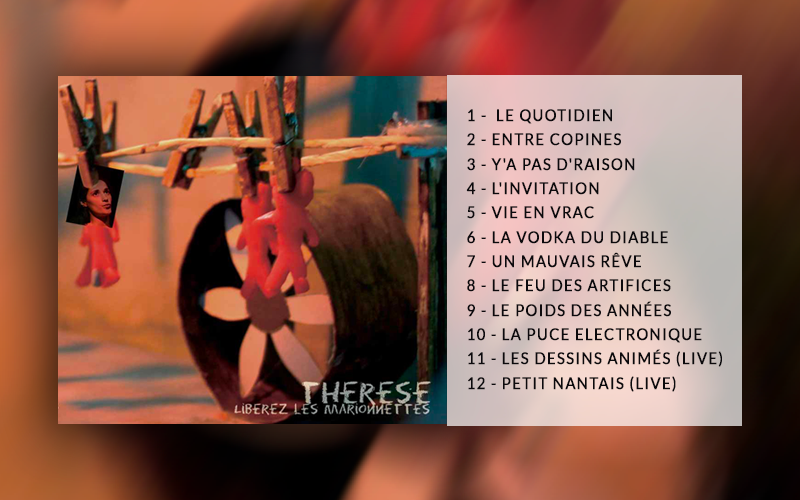 THERESE
LIBEREZ LES MARIONNETTES
1 - LE QUOTIDIEN
2 - ENTRE COPINES
3 - Y'A PAS D'RAISON
4 - L'INVITATION
5 - VIE EN VRAC
6 - LA VODKA DU DIABLE
7 - UN MAUVAIS RÊVE
8 - LE FEU DES ARTIFICES
9 - LE POIDS DES ANNÉES
10 - LA PUCE ELECTRONIQUE
11 - LES DESSINS ANIMÉS (LIVE)
12 - PETIT NANTAIS (LIVE)